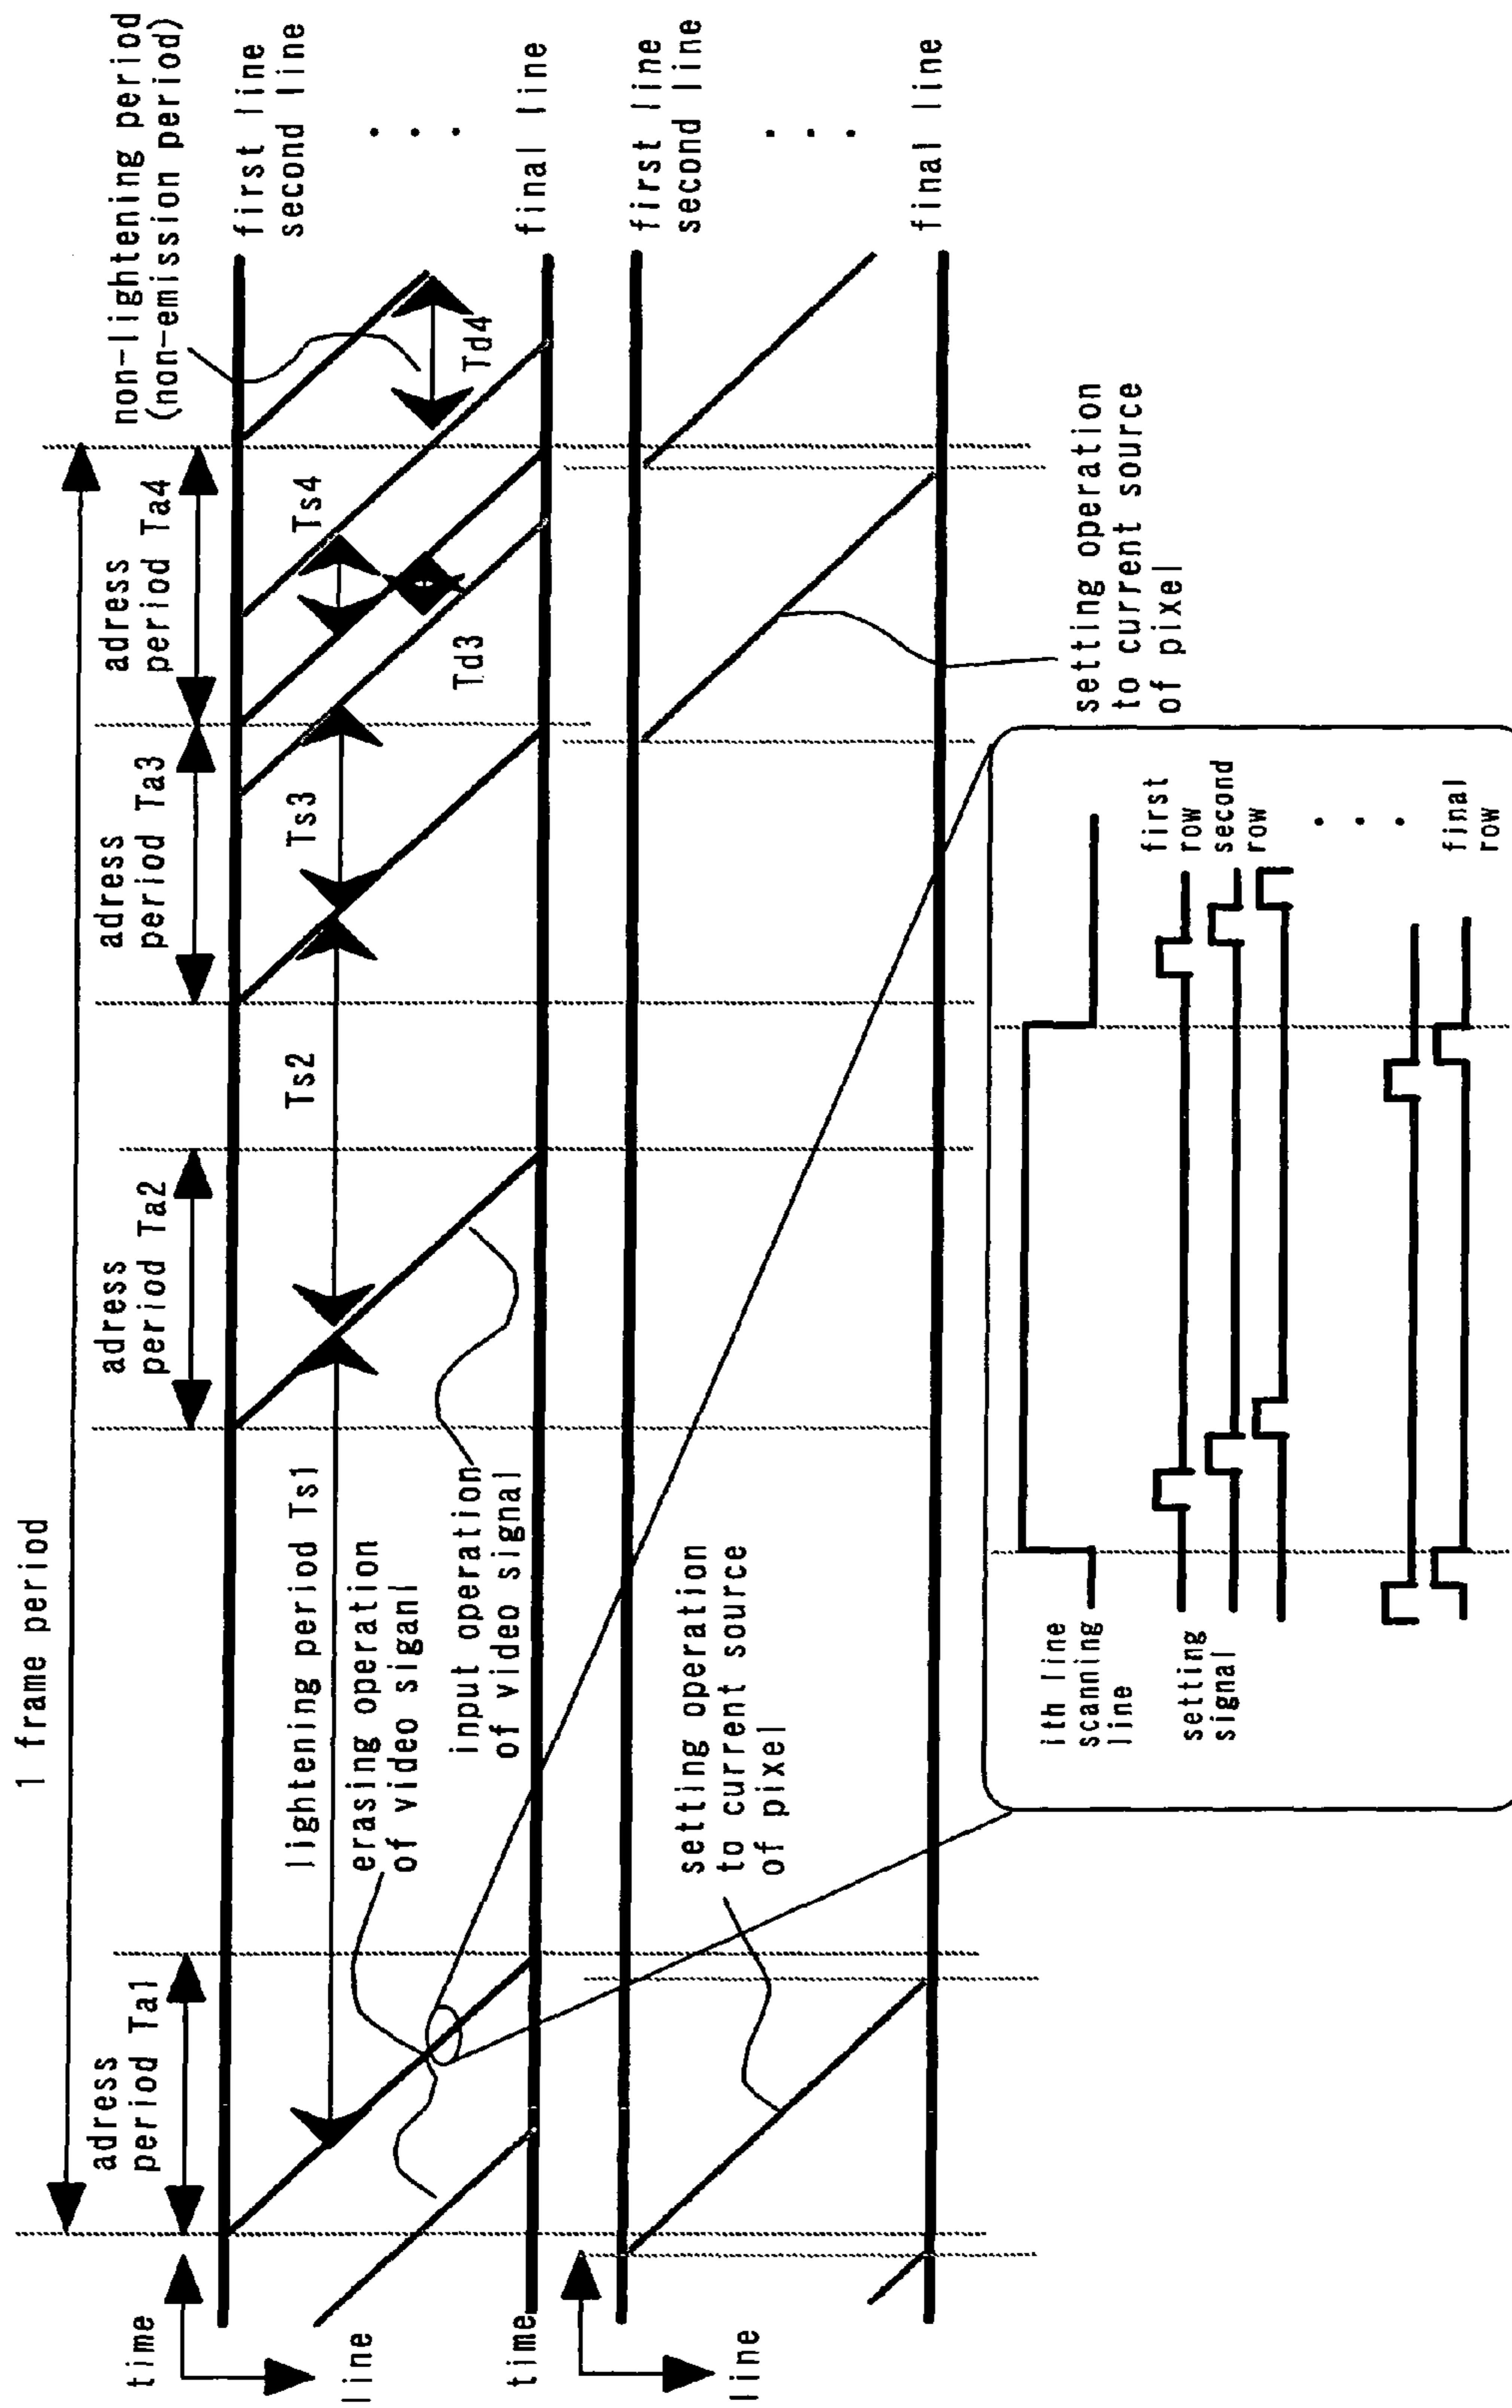 1 frame period
adress
period Ta1
adress
period Ta2
adress
period Ta3
adress
period Ta4
non-lightening period
(non-emission period)
time
line
first line
second line
final line
lightening period Ts1
Ts2
Ts3
Ts4
Td3
Td4
erasing operation
of video siganl
input operation
of video signal
time
line
first line
second line
final line
setting operation
to current source
of pixel
setting operation
to current source
of pixel
ith line
scanning
line
setting
signal
first
row
second
row
final
row